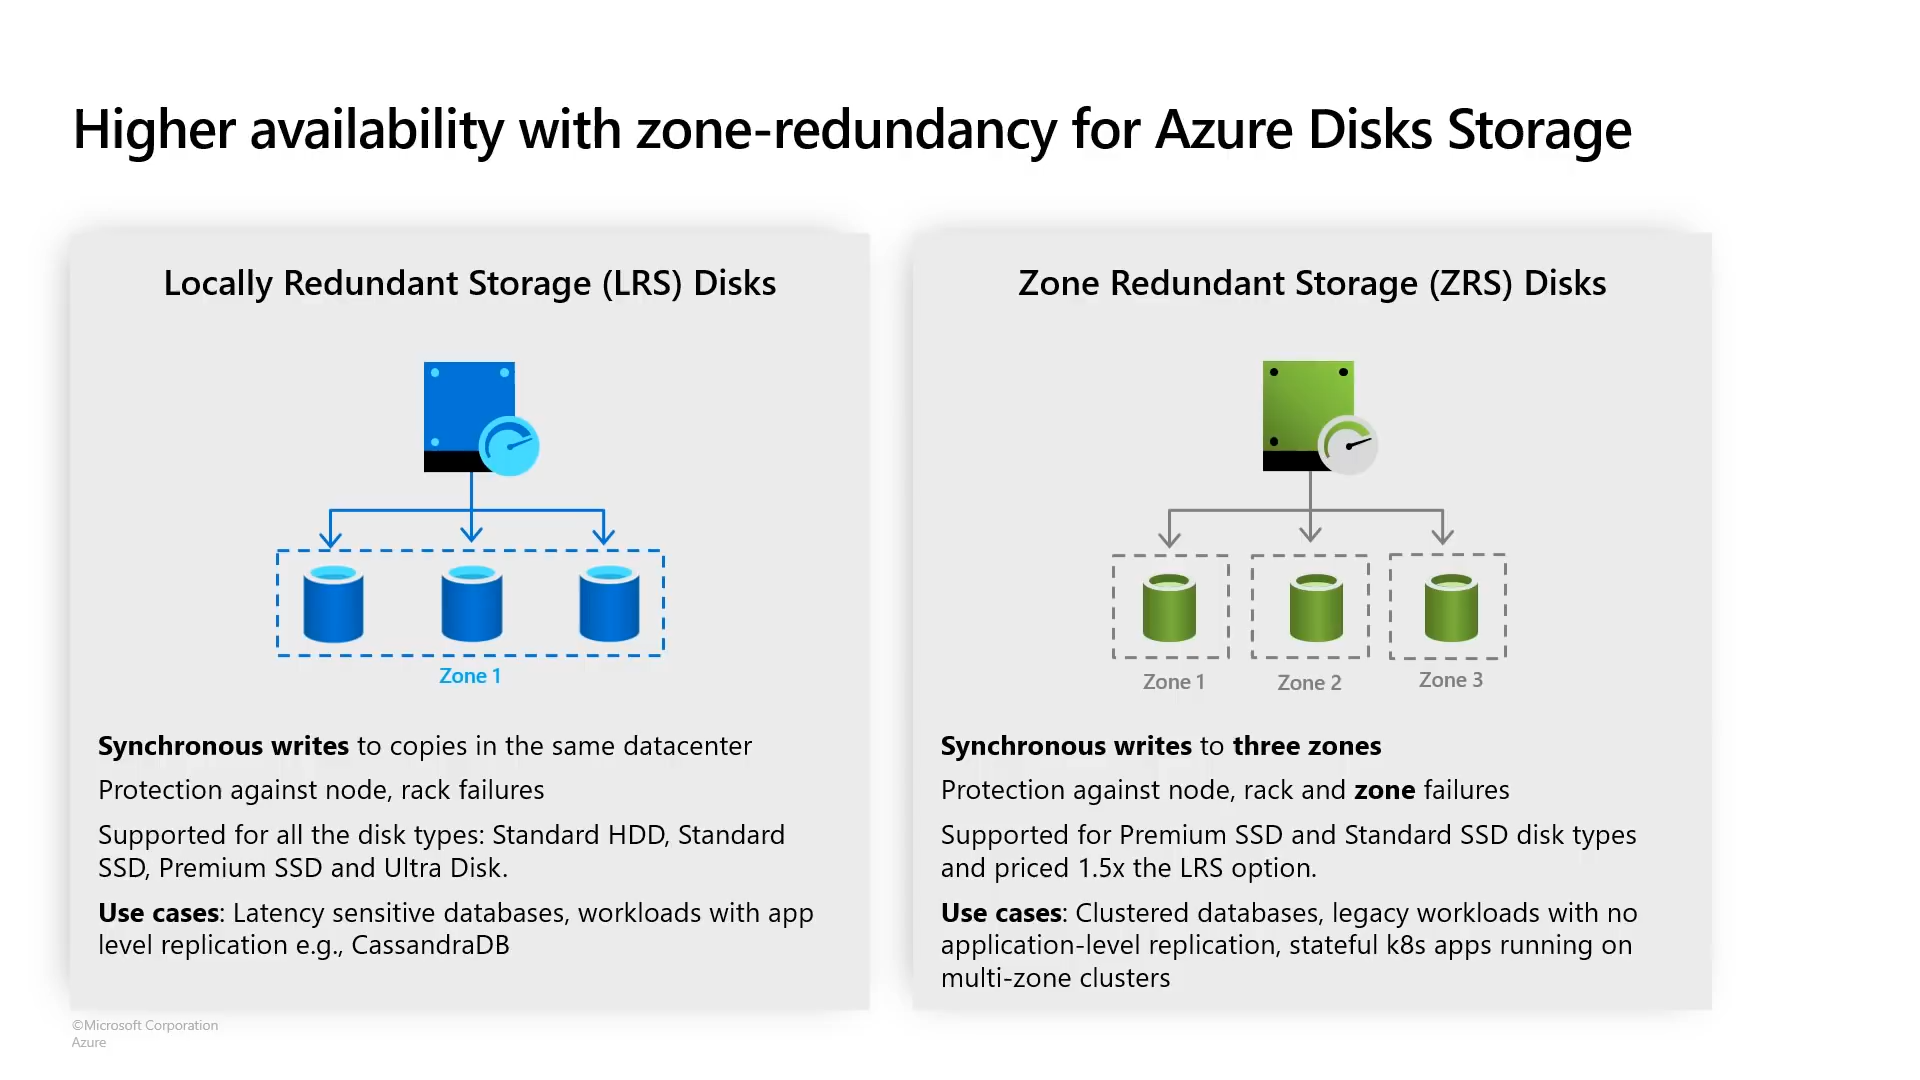 Higher availability with zone-redundancy for Azure Disks Storage
Locally Redundant Storage (LRS) Disks
Zone 1
Synchronous writes to copies in the same datacenter
Protection against node, rack failures
Supported for all the disk types: Standard HDD, Standard
SSD, Premium SSD and Ultra Disk.
Use cases: Latency sensitive databases, workloads with app
level replication e.g., CassandraDB
Zone Redundant Storage (ZRS) Disks
Zone 1
Zone 2
Zone 3
Synchronous writes to three zones
Protection against node, rack and zone failures
Supported for Premium SSD and Standard SSD disk types
and priced 1.5x the LRS option.
Use cases: Clustered databases, legacy workloads with no
application-level replication, stateful k8s apps running on
multi-zone clusters
©Microsoft Corporation
Azure